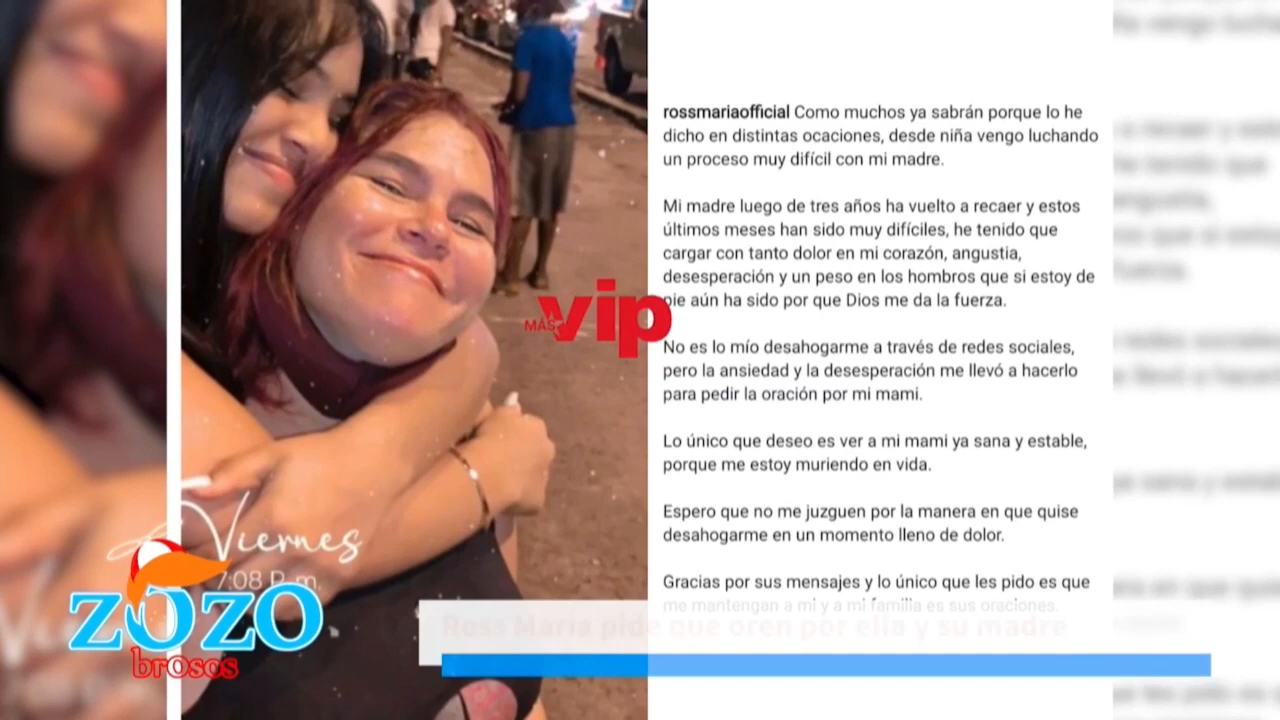 rossmariaofficial Como muchos ya sabrán porque lo he
dicho en distintas ocaciones, desde niña vengo luchando
un proceso muy difícil con mi madre.
Mi madre luego de tres años ha vuelto a recaer y estos
últimos meses han sido muy difíciles, he tenido que
cargar con tanto dolor en mi corazón, angustia,
desesperación y un peso en los hombros que si estoy de
pie aún ha sido por que Dios me da la fuerza.
No es lo mío desahogarme a través de redes sociales,
pero la ansiedad y la desesperación me llevó a hacerlo
para pedir la oración por mi mami.
Lo único que deseo es ver a mi mami ya sana y estable,
porque me estoy muriendo en vida.
Espero que no me juzguen por la manera en que quise
desahogarme en un momento lleno de dolor.
Gracias por sus mensajes y lo único que les pido es que
me mantengan a mi y a mi familia es sus oraciones.
MÁS vip
Viernes
7:08 P. m.
zozo
brosos
Ross Maria pide que oren por ella y su madre